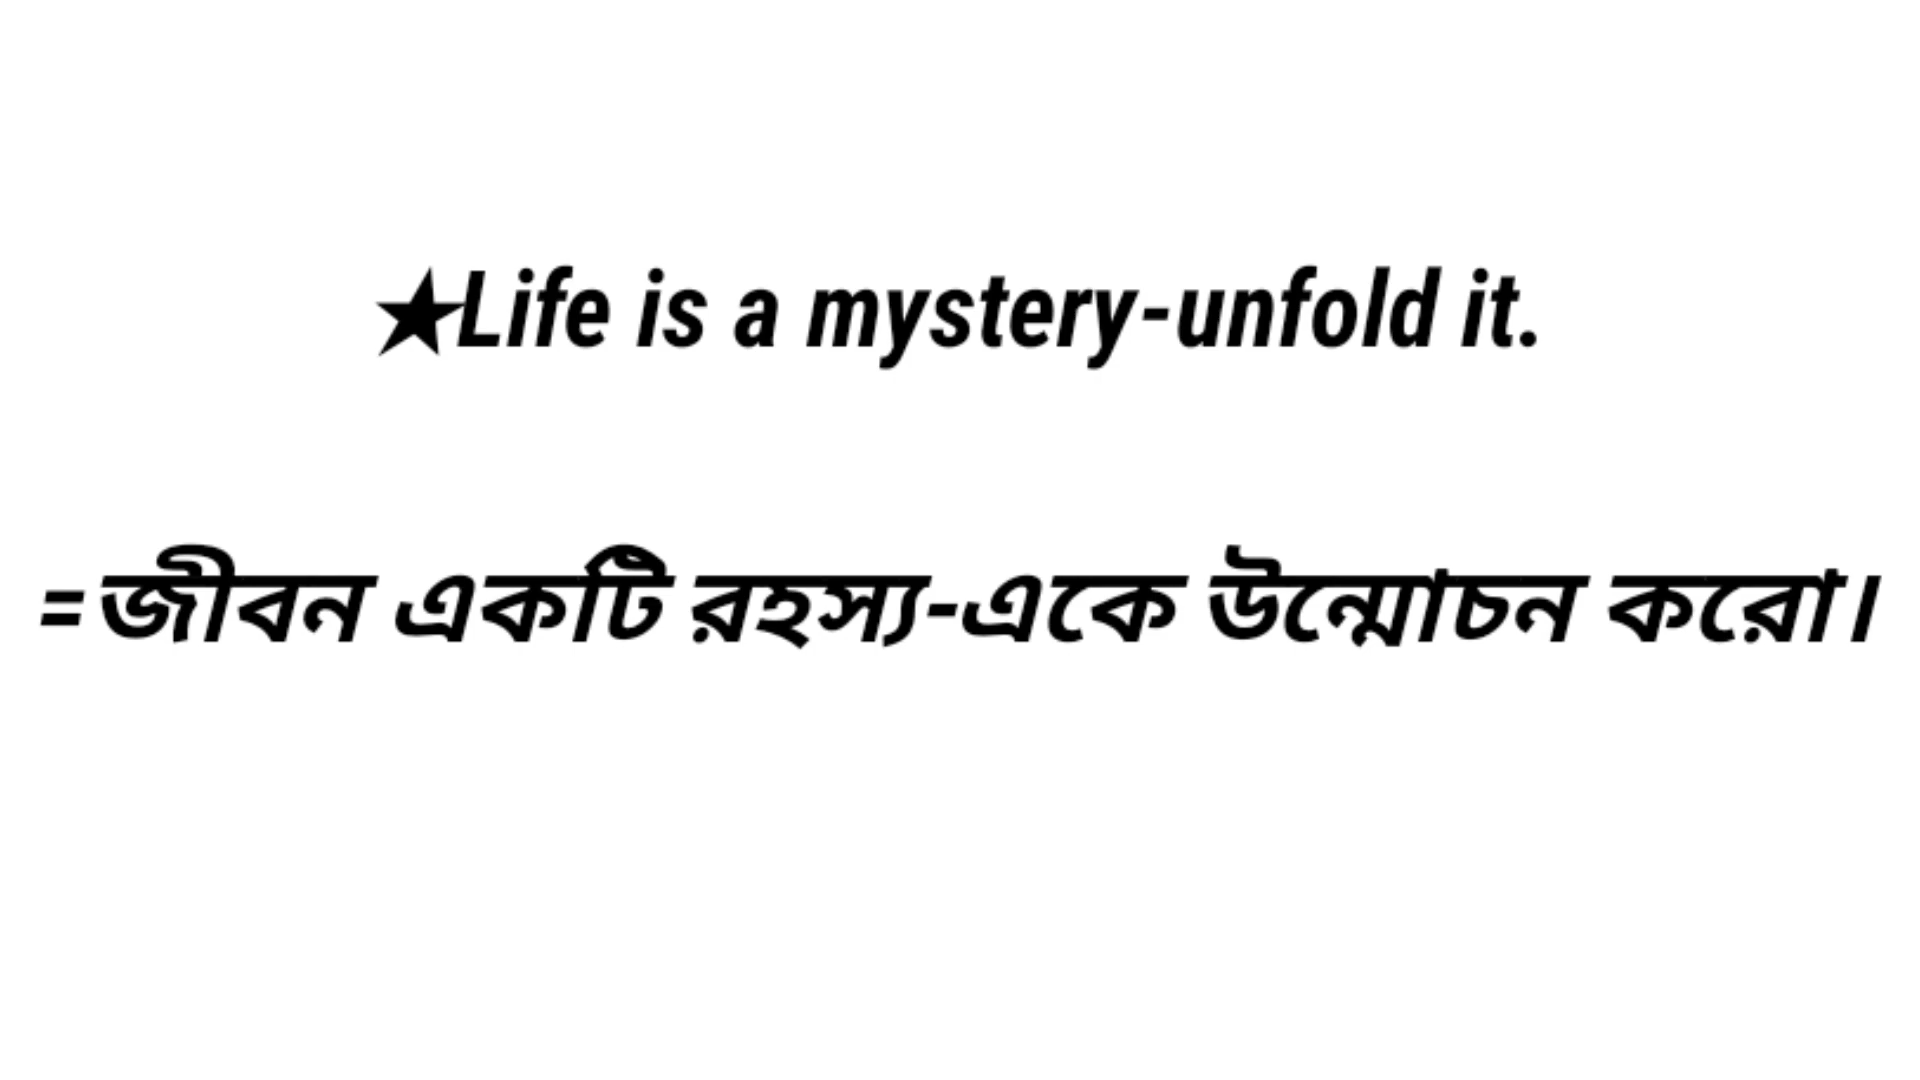 ★Life is a mystery-unfold it.
=জীবন একটি রহস্য-একে উন্মোচন করো।